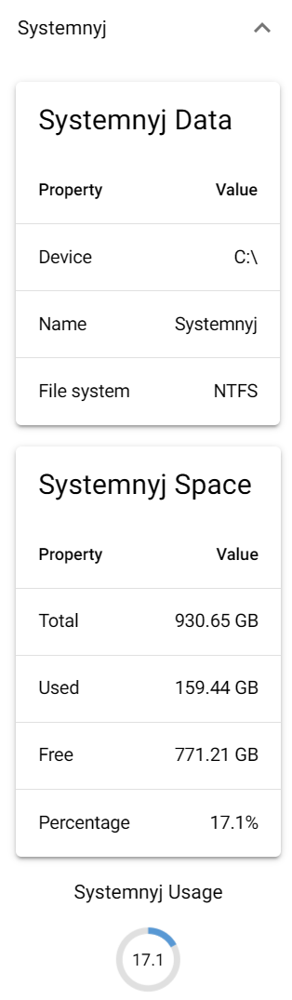 Systemnyj
Systemnyj Data
Property Value
Device C:\
Name Systemnyj
File system NTFS
Systemnyj Space
Property Value
Total 930.65 GB
Used 159.44 GB
Free 771.21 GB
Percentage 17.1%
Systemnyj Usage
17.1